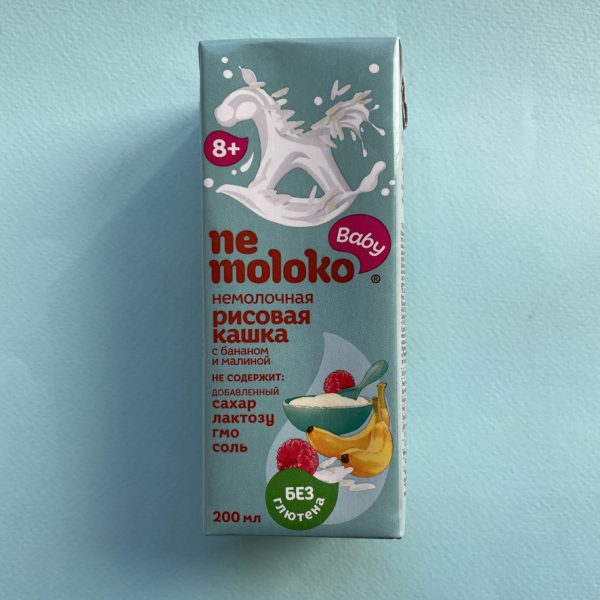 8+
ne
moloko
Baby
®
немолочная
рисовая
кашка
с бананом
и малиной
не содержит:
добавленный
сахар
лактозу
гмо
соль
БЕЗ
глютена
200 мл